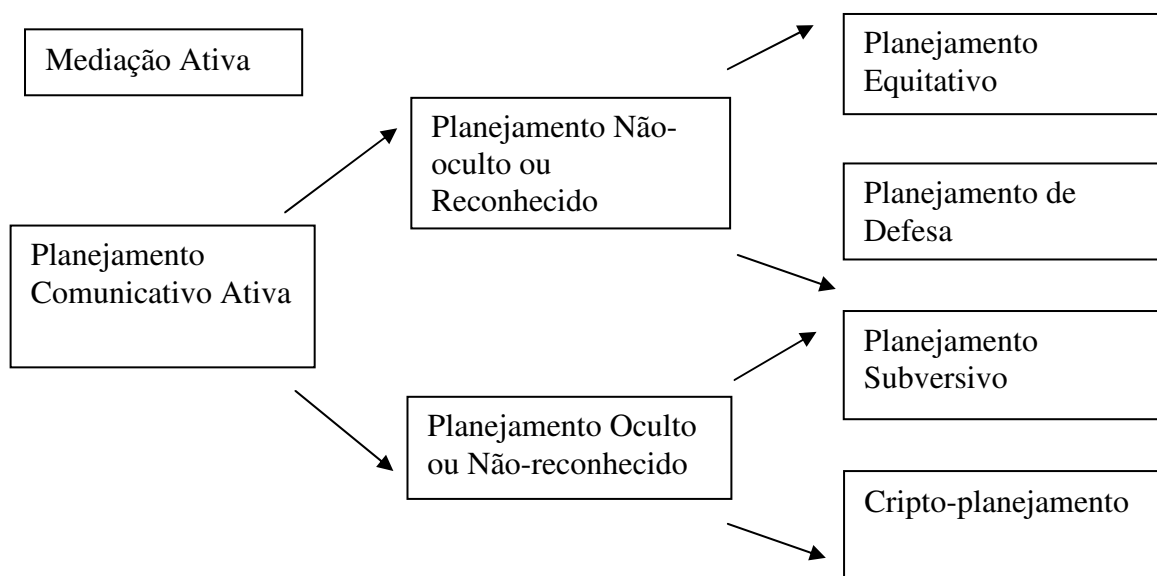 Mediação Ativa
Planejamento
Comunicativo Ativa
Planejamento Não-
oculto ou
Reconhecido
Planejamento Oculto
ou Não-reconhecido
Planejamento
Equitativo
Planejamento de
Defesa
Planejamento
Subversivo
Cripto-planejamento